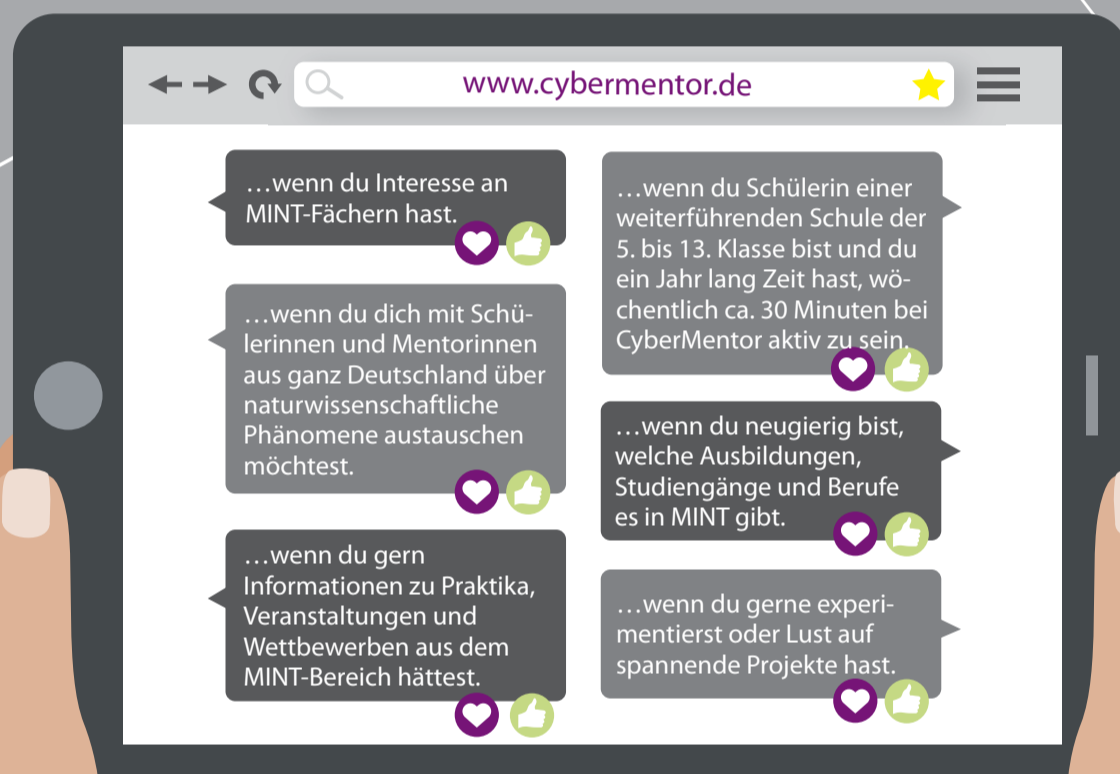 www.cybermentor.de
…wenn du Interesse an
MINT-Fächern hast.
…wenn du dich mit Schü-
lerinnen und Mentorinnen
aus ganz Deutschland über
naturwissenschaftliche
Phänomene austauschen
möchtest.
…wenn du gern
Informationen zu Praktika,
Veranstaltungen und
Wettbewerben aus dem
MINT-Bereich hättest.
…wenn du Schülerin einer
weiterführenden Schule der
5. bis 13. Klasse bist und du
ein Jahr lang Zeit hast, wö-
chentlich ca. 30 Minuten bei
CyberMentor aktiv zu sein.
…wenn du neugierig bist,
welche Ausbildungen,
Studiengänge und Berufe
es in MINT gibt.
…wenn du gerne experi-
mentierst oder Lust auf
spannende Projekte hast.